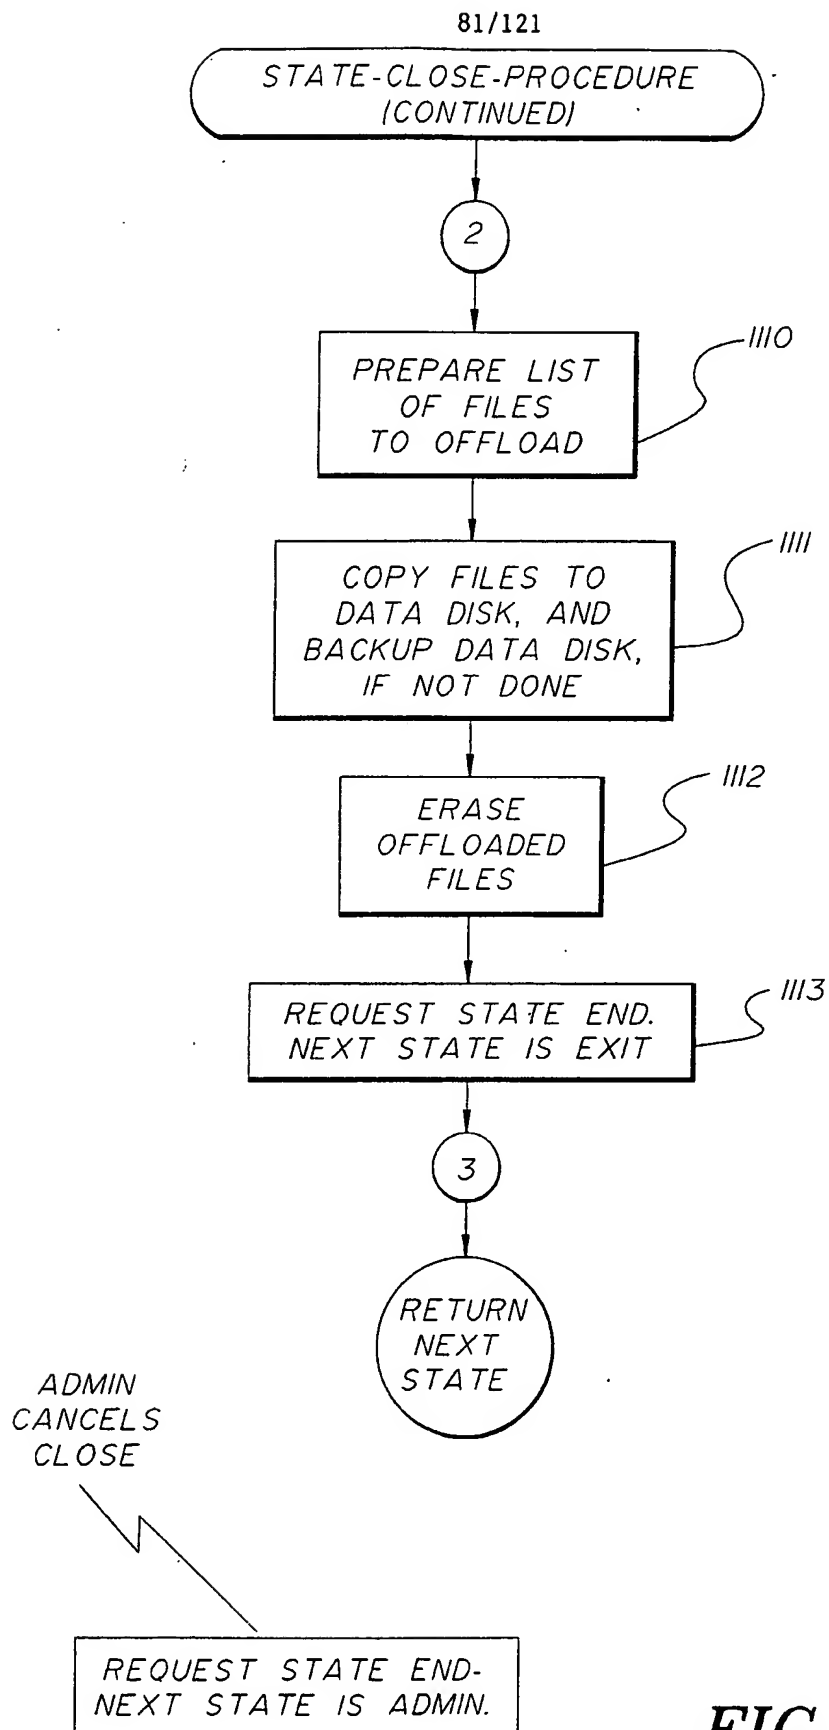 81/121
STATE-CLOSE-PROCEDURE
(CONTINUED)
2
1110
PREPARE LIST
OF FILES
TO OFFLOAD
1111
COPY FILES TO
DATA DISK, AND
BACKUP DATA DISK,
IF NOT DONE
1112
ERASE
OFFLOADED
FILES
1113
REQUEST STATE END.
NEXT STATE IS EXIT
3
RETURN
NEXT
STATE
ADMIN
CANCELS
CLOSE
REQUEST STATE END-
NEXT STATE IS ADMIN.
FIG